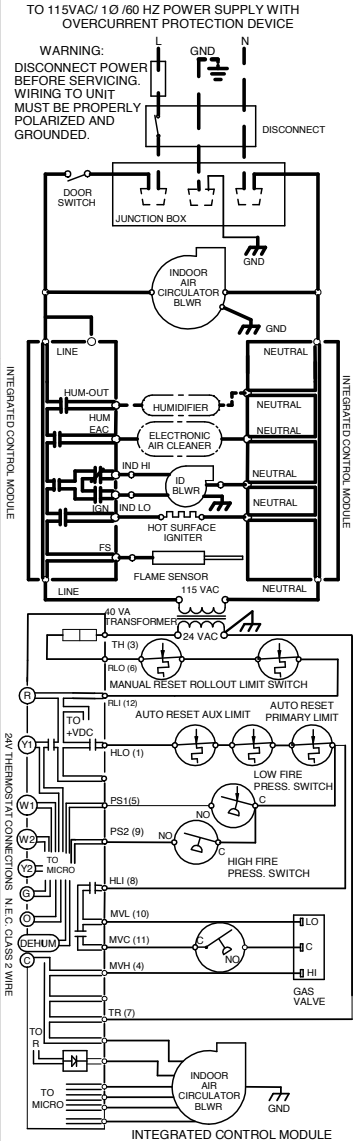 TO 115VAC/ 1Ø /60 HZ POWER SUPPLY WITH
OVERCURRENT PROTECTION DEVICE
WARNING:
DISCONNECT POWER
BEFORE SERVICING.
WIRING TO UNIT
MUST BE PROPERLY
POLARIZED AND
GROUNDED.
L
GND
N
DISCONNECT
DOOR
SWITCH
JUNCTION BOX
GND
INDOOR
AIR
CIRCULATOR
BLWR
GND
INTEGRATED CONTROL MODULE
LINE
NEUTRAL
INTEGRATED CONTROL MODULE
HUM-OUT
HUM
HUMIDIFIER
NEUTRAL
EAC
ELECTRONIC
AIR CLEANER
NEUTRAL
IND HI
ID
BLWR
NEUTRAL
IND LO
IGN
HOT SURFACE
IGNITER
NEUTRAL
FS
FLAME SENSOR
LINE
115 VAC
NEUTRAL
40 VA
TRANSFORMER
24 VAC
TH (3)
RLO (6)
MANUAL RESET ROLLOUT LIMIT SWITCH
RLI (12)
R
TO
+VDC
AUTO RESET AUX LIMIT
AUTO RESET
PRIMARY LIMIT
Y1
HLO (1)
LOW FIRE
PRESS. SWITCH
W1
PS1(5)
NO
C
W2
PS2 (9)
NO
C
HIGH FIRE
PRESS. SWITCH
Y2
TO
MICRO
G
HLI (8)
O
MVL (10)
LO
DEHUM
MVC (11)
C
NO
C
C
MVH (4)
HI
GAS
VALVE
24V THERMOSTAT CONNECTIONS N.E.C. CLASS 2 WIRE
TR (7)
TO
R
INDOOR
AIR
CIRCULATOR
BLWR
TO
MICRO
GND
INTEGRATED CONTROL MODULE